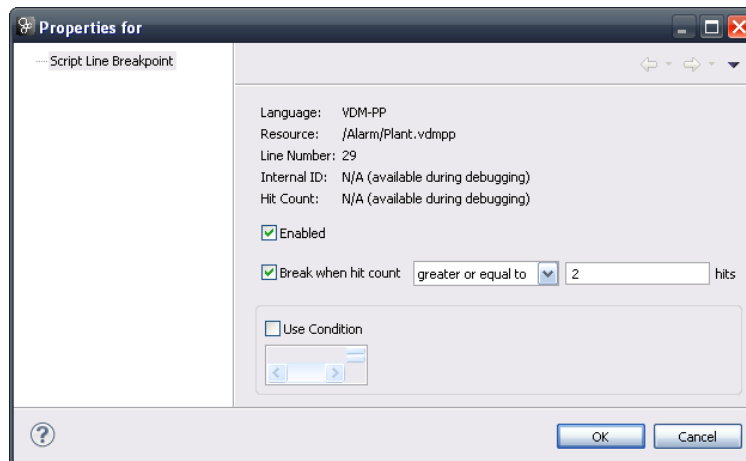 Properties for
Script Line Breakpoint
Language: VDM-PP
Resource: /Alarm/Plant.vdmpp
Line Number: 29
Internal ID: N/A (available during debugging)
Hit Count: N/A (available during debugging)
Enabled
Break when hit count greater or equal to 2 hits
Use Condition
? OK Cancel